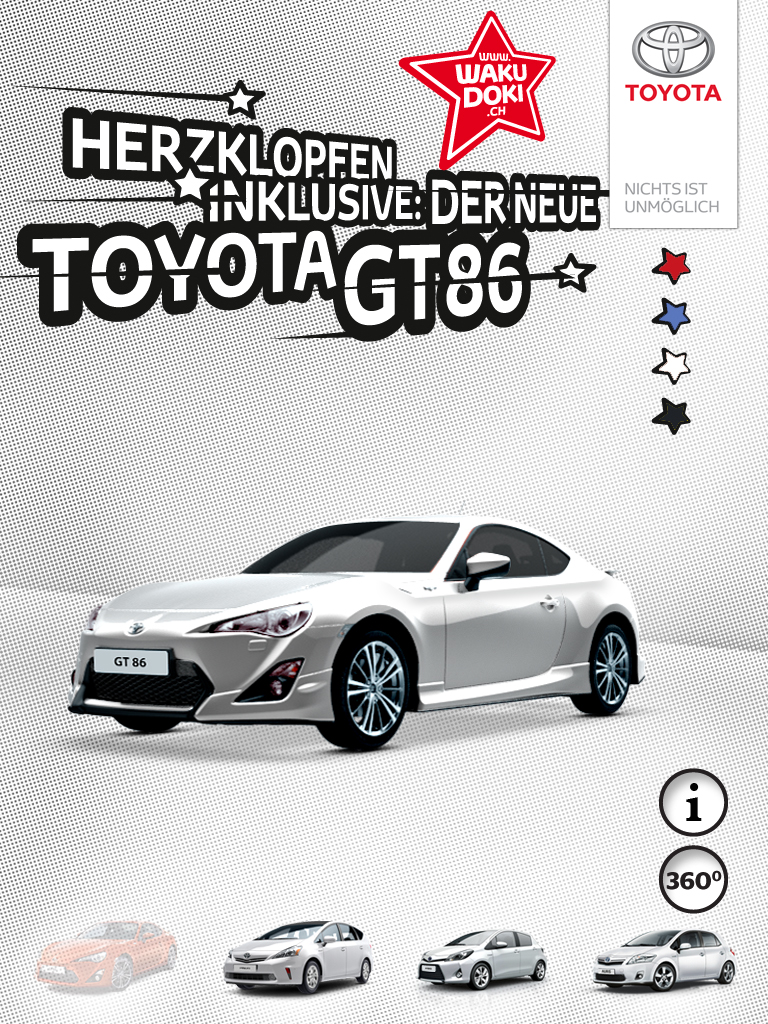 WWW.
WAKU
DOKI
.CH
TOYOTA
NICHTS IST
UNMÖGLICH
HERZKLOPFEN
INKLUSIVE: DER NEUE
TOYOTA GT86
GT 86
i
360°